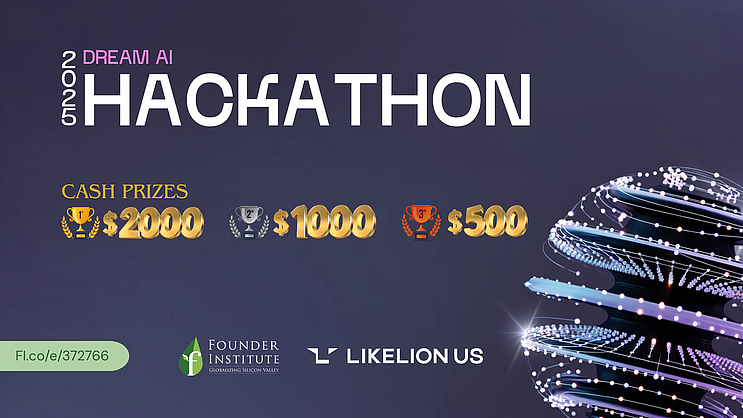 2025
DREAM AI
HACKATHON
CASH PRIZES
1° $2000
2° $1000
3° $500
FI.co/e/372766
FOUNDER
INSTITUTE
GLOBALIZING SILICON VALLEY
LIKELION US